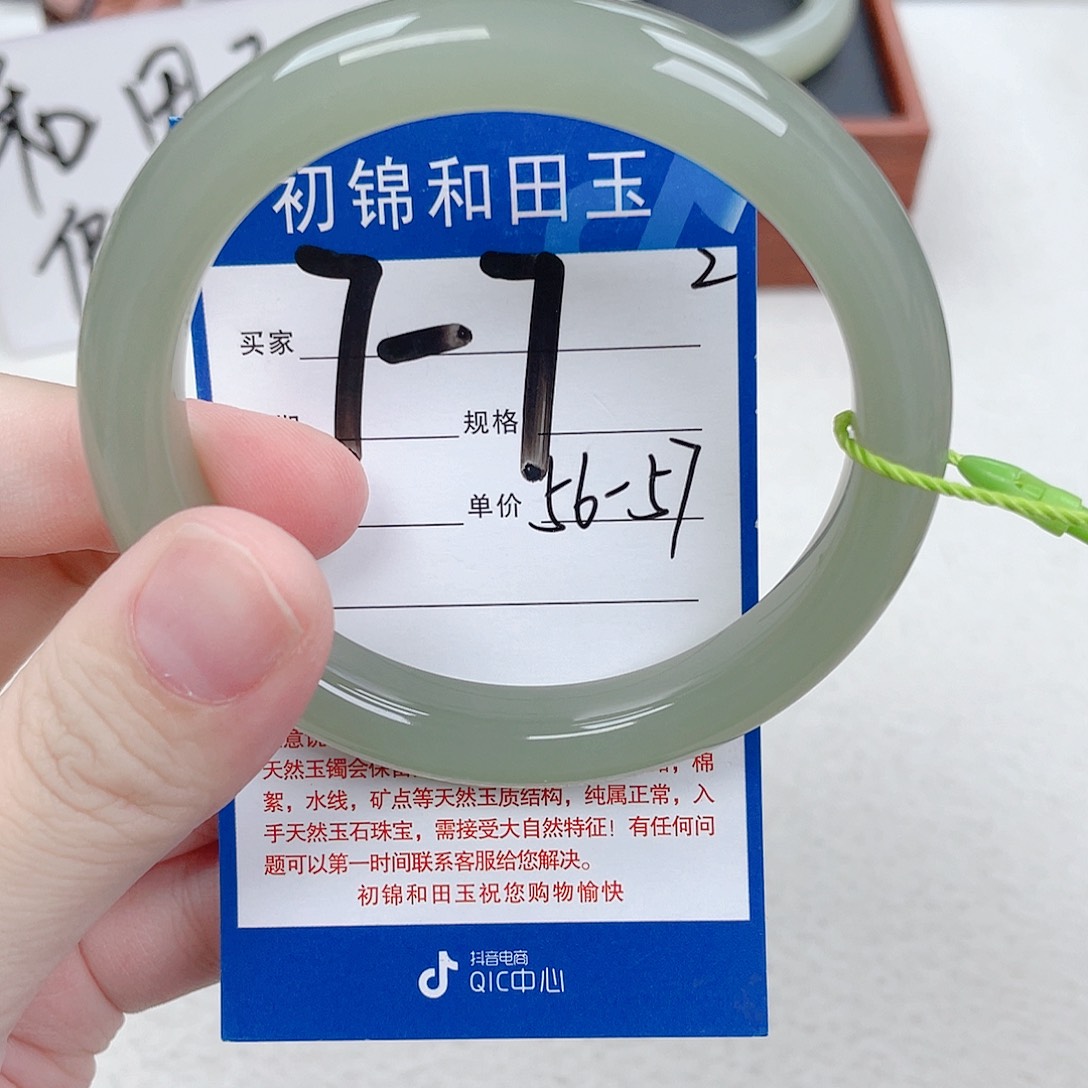 和田
初锦和田玉
7-7
2
买家
规格
单价 56-57
天然玉镯会保
，棉
絮，水线，矿点等天然玉质结构，纯属正常，入
手天然玉石珠宝，需接受大自然特征！有任何问
题可以第一时间联系客服给您解决。
初锦和田玉祝您购物愉快
抖音电商
QIC中心